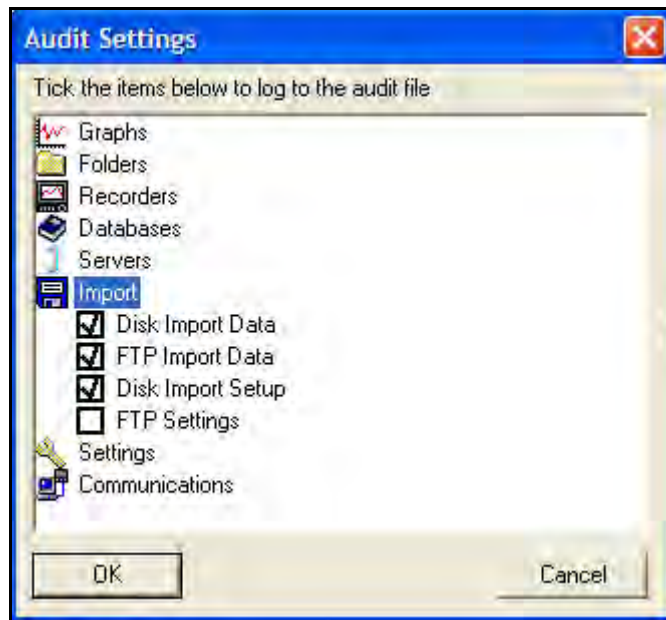 Audit Settings
Tick the items below to log to the audit file
Graphs
Folders
Recorders
Databases
Servers
Import
Disk Import Data
FTP Import Data
Disk Import Setup
FTP Settings
Settings
Communications
OK
Cancel